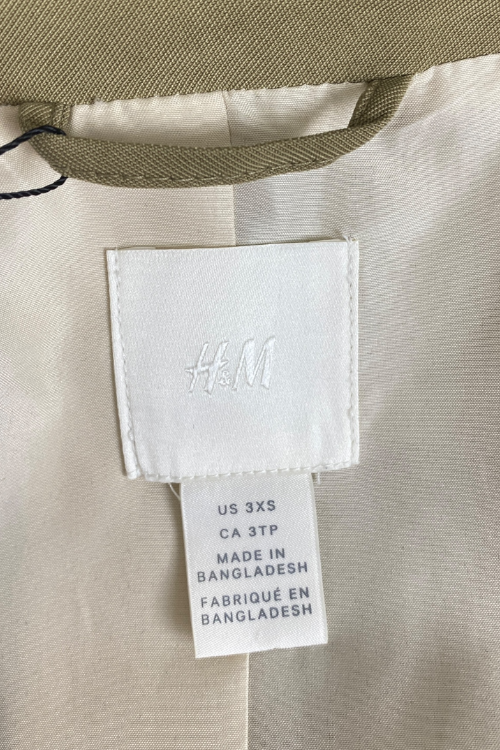 H&M
US 3XS
CA 3TP
MADE IN
BANGLADESH
FABRIQUÉ EN
BANGLADESH